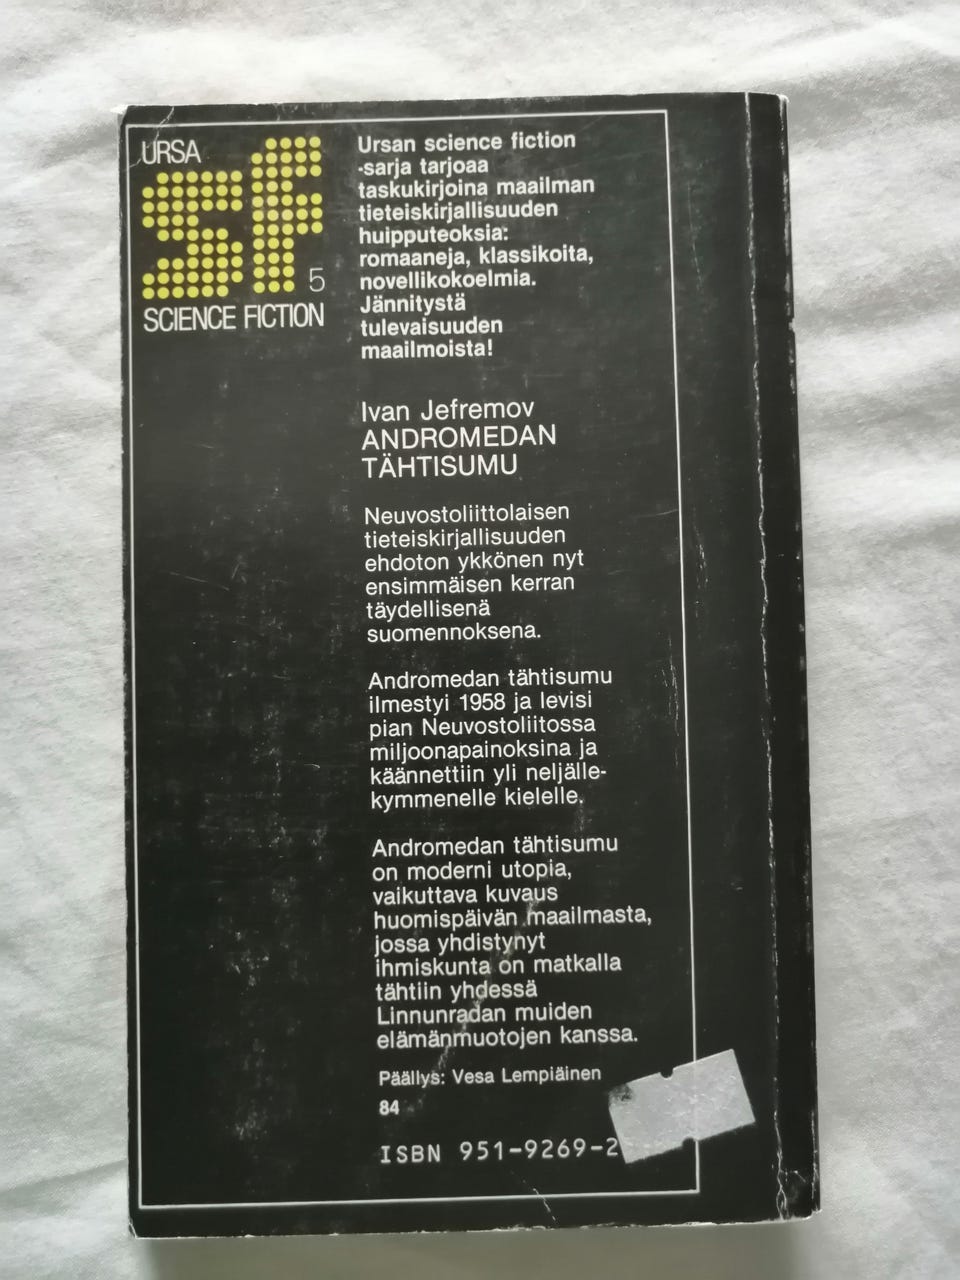 URSA
sf
5
SCIENCE FICTION
Ursan science fiction
-sarja tarjoaa
taskukirjoina maailman
tieteiskirjallisuuden
huipputeoksia:
romaaneja, klassikoita,
novellikokoelmia.
Jännitystä
tulevaisuuden
maailmoista!
Ivan Jefremov
ANDROMEDAN
TÄHTISUMU
Neuvostoliittolaisen
tieteiskirjallisuuden
ehdoton ykkönen nyt
ensimmäisen kerran
täydellisenä
suomennoksena.
Andromedan tähtisumu
ilmestyi 1958 ja levisi
pian Neuvostoliitossa
miljoonapainoksina ja
käännettiin yli neljälle-
kymmenelle kielelle.
Andromedan tähtisumu
on moderni utopia,
vaikuttava kuvaus
huomispäivän maailmasta,
jossa yhdistynyt
ihmiskunta on matkalla
tähtiin yhdessä
Linnunradan muiden
elämänmuotojen kanssa.
Päällys: Vesa Lempiäinen
84
ISBN 951-9269-2